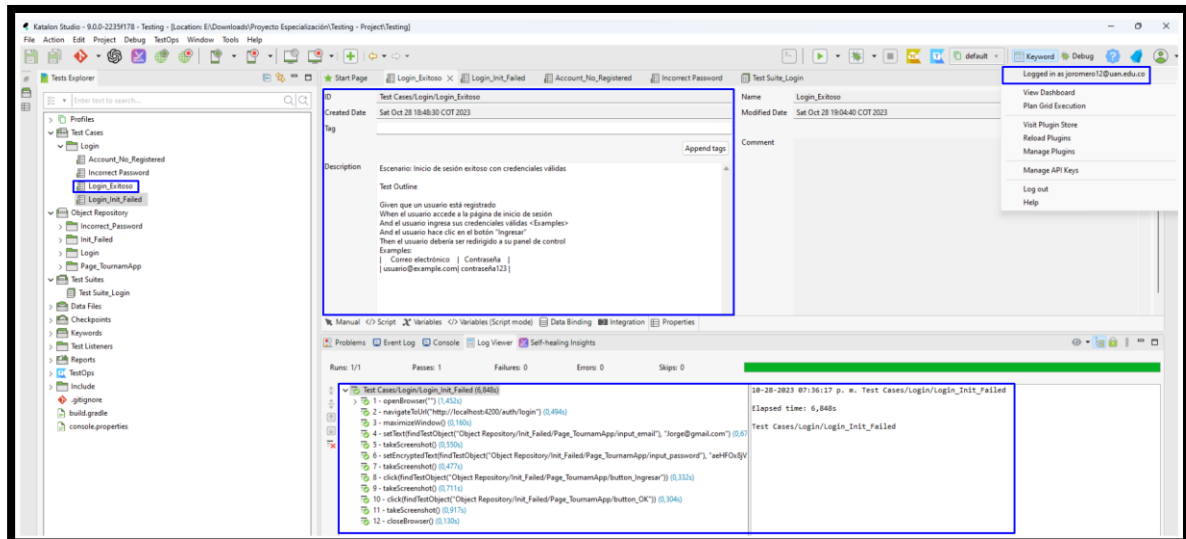 Katalon Studio - 9.0.0-2235f178 - Testing - [Location: E:\Downloads\Proyecto Especialización\Testing - Project\Testing]
File Action Edit Project Debug TestOps Window Tools Help
default Keyword Debug
Tests Explorer
Enter text to search...
Profiles
Test Cases
Login
Account_No_Registered
Incorrect Password
Login_Exitoso
Login_Init_Failed
Object Repository
Incorrect_Password
Init_Failed
Login
Page_TournamApp
Test Suites
Test Suite_Login
Data Files
Checkpoints
Keywords
Test Listeners
Reports
TestOps
Include
.gitignore
build.gradle
console.properties
Start Page Login_Exitoso Login_Init_Failed Account_No_Registered Incorrect Password Test Suite_Login
ID Test Cases/Login/Login_Exitoso
Created Date Sat Oct 28 18:48:30 COT 2023
Tag
Append tags
Description Escenario: Inicio de sesión exitoso con credenciales válidas
Test Outline
Given que un usuario está registrado
When el usuario accede a la página de inicio de sesión
And el usuario ingresa sus credenciales válidas <Examples>
And el usuario hace clic en el botón "Ingresar"
Then el usuario debería ser redirigido a su panel de control
Examples:
| Correo electrónico | Contraseña |
| usuario@example.com| contraseña123 |
Name Login_Exitoso
Modified Date Sat Oct 28 19:04:40 COT 2023
Comment
Logged in as joromero12@uan.edu.co
View Dashboard
Plan Grid Execution
Visit Plugin Store
Reload Plugins
Manage Plugins
Manage API Keys
Log out
Help
Manual </> Script Variables </> Variables (Script mode) Data Binding Integration Properties
Problems Event Log Console Log Viewer Self-healing Insights
Runs: 1/1 Passes: 1 Failures: 0 Errors: 0 Skips: 0
Test Cases/Login/Login_Init_Failed (6,848s)
1 - openBrowser("") (1,452s)
2 - navigateToUrl("http://localhost:4200/auth/login") (0,494s)
3 - maximizeWindow() (0,160s)
4 - setText(findTestObject("Object Repository/Init_Failed/Page_TournamApp/input_email"), "Jorge@gmail.com") (0,67
5 - takeScreenshot() (0,550s)
6 - setEncryptedText(findTestObject("Object Repository/Init_Failed/Page_TournamApp/input_password"), "aeHFOx8jV
7 - takeScreenshot() (0,477s)
8 - click(findTestObject("Object Repository/Init_Failed/Page_TournamApp/button_Ingresar")) (0,332s)
9 - takeScreenshot() (0,711s)
10 - click(findTestObject("Object Repository/Init_Failed/Page_TournamApp/button_OK")) (0,304s)
11 - takeScreenshot() (0,917s)
12 - closeBrowser() (0,130s)
10-28-2023 07:36:17 p. m. Test Cases/Login/Login_Init_Failed
Elapsed time: 6,848s
Test Cases/Login/Login_Init_Failed